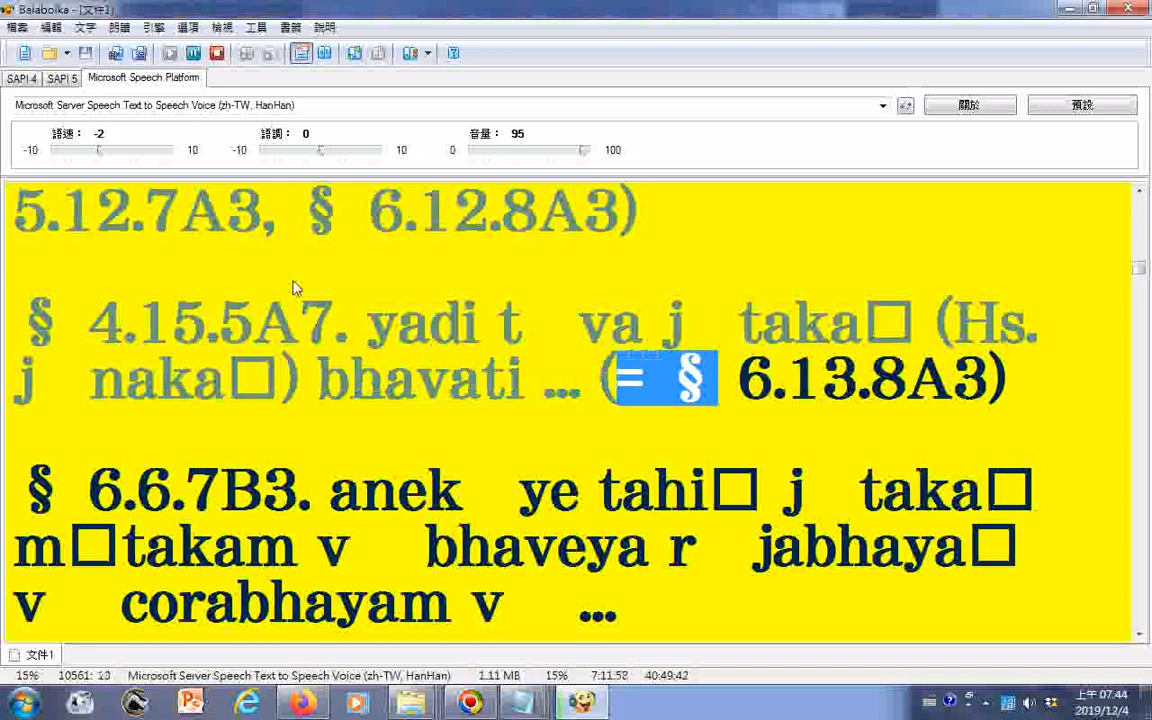 Balabolka - [文件1]
檔案 編輯 文字 朗讀 引擎 選項 檢視 工具 書籤 說明
SAPI 4 SAPI 5 Microsoft Speech Platform
Microsoft Server Speech Text to Speech Voice (zh-TW, HanHan) 關於 預設
語速： -2 語調： 0 音量： 95
-10 10 -10 10 0 100
5.12.7A3, § 6.12.8A3)
§ 4.15.5A7. yadi t va j taka□ (Hs.
j naka□) bhavati ... (= § 6.13.8A3)
§ 6.6.7B3. anek ye tahi□ j taka□
m□takam v bhaveya r jabhaya□
v corabhayam v ...
文件1
15% 10561: 13 Microsoft Server Speech Text to Speech Voice (zh-TW, HanHan) 1.11 MB 15% 7:11:52 40:49:42
上午 07:44
2019/12/4